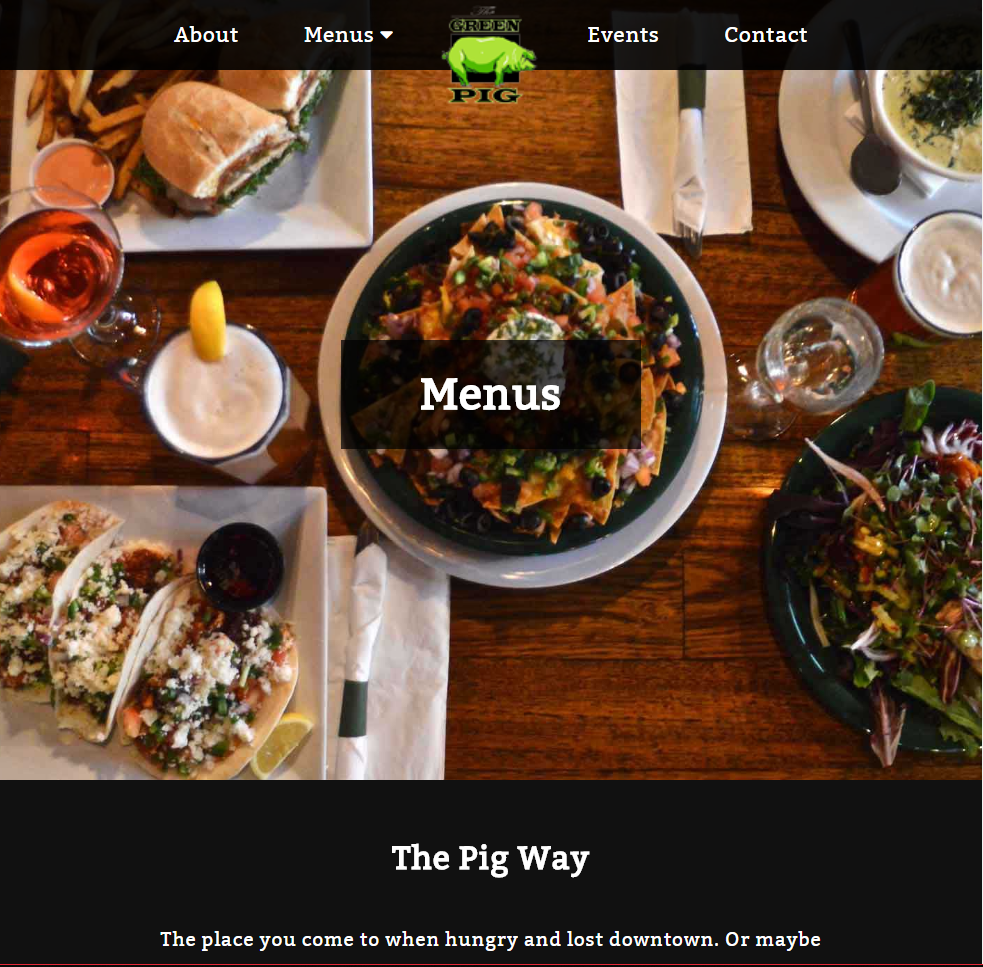 About
Menus
The
GREEN
PIG
Events
Contact
Menus
The Pig Way
The place you come to when hungry and lost downtown. Or maybe